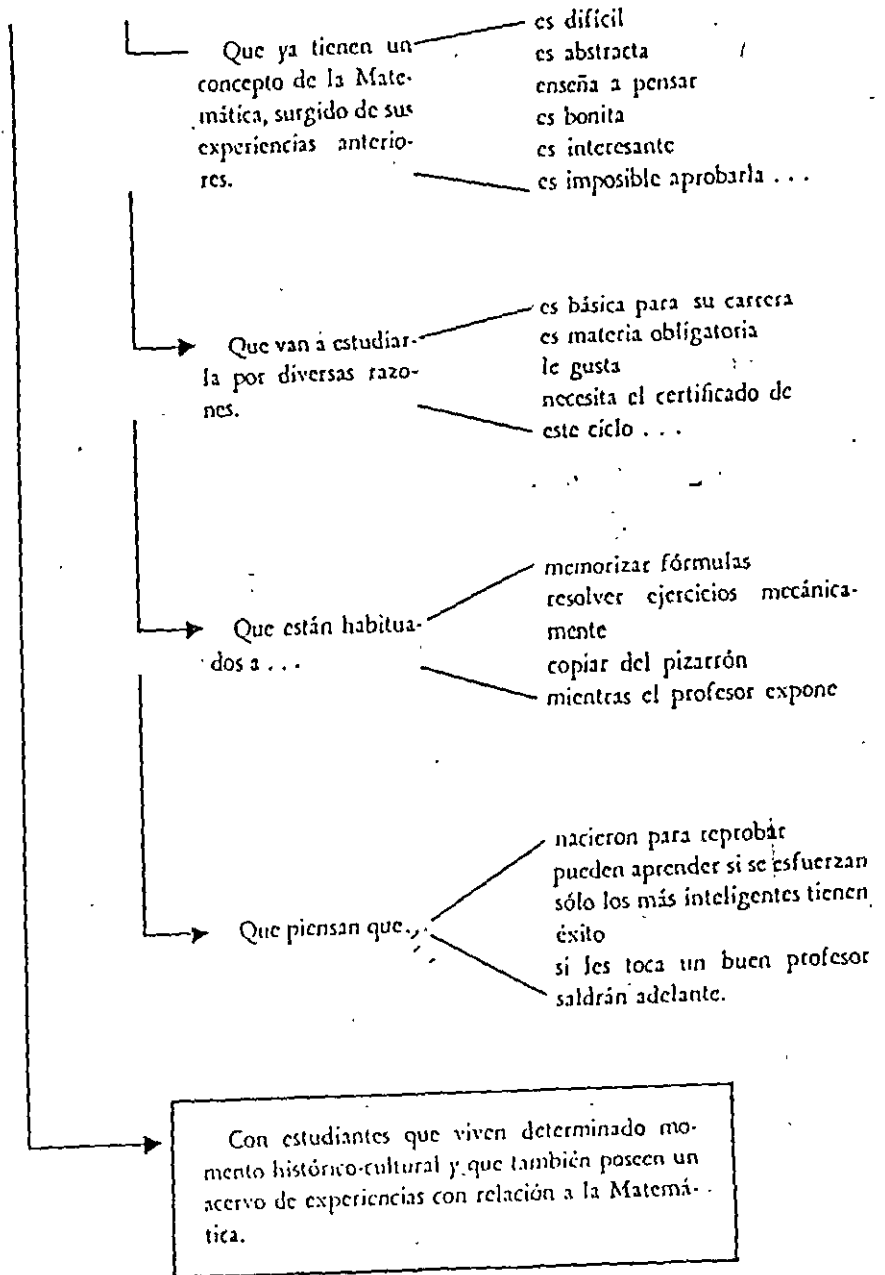 Que ya tienen un
concepto de la Mate-
mática, surgido de sus
experiencias anterio-
res.
es difícil
es abstracta
enseña a pensar
es bonita
es interesante
es imposible aprobarla . . .
Que van a estudiar-
la por diversas razo-
nes.
es básica para su carrera
es materia obligatoria
le gusta
necesita el certificado de
este ciclo . . .
Que están habitua-
dos a . . .
memorizar fórmulas
resolver ejercicios mecánica-
mente
copiar del pizarrón
mientras el profesor expone
Que piensan que. . .
nacieron para reprobar
pueden aprender si se esfuerzan
sólo los más inteligentes tienen
éxito
si les toca un buen profesor
saldrán adelante.
Con estudiantes que viven determinado mo-
mento histórico-cultural y que también poseen un
acervo de experiencias con relación a la Matemá-
tica.